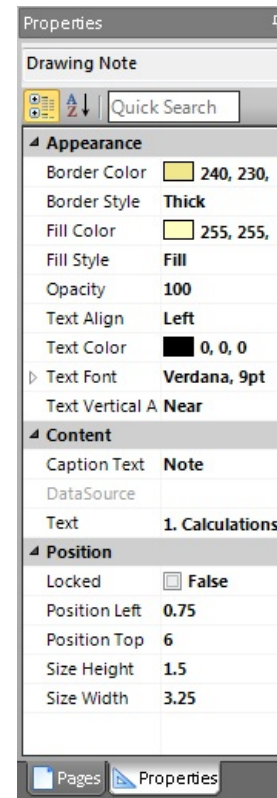 Properties
Drawing Note
A Z Quick Search
Appearance
Border Color 240, 230,
Border Style Thick
Fill Color 255, 255,
Fill Style Fill
Opacity 100
Text Align Left
Text Color 0, 0, 0
Text Font Verdana, 9pt
Text Vertical A Near
Content
Caption Text Note
DataSource
Text 1. Calculations
Position
Locked False
Position Left 0.75
Position Top 6
Size Height 1.5
Size Width 3.25
Pages Properties